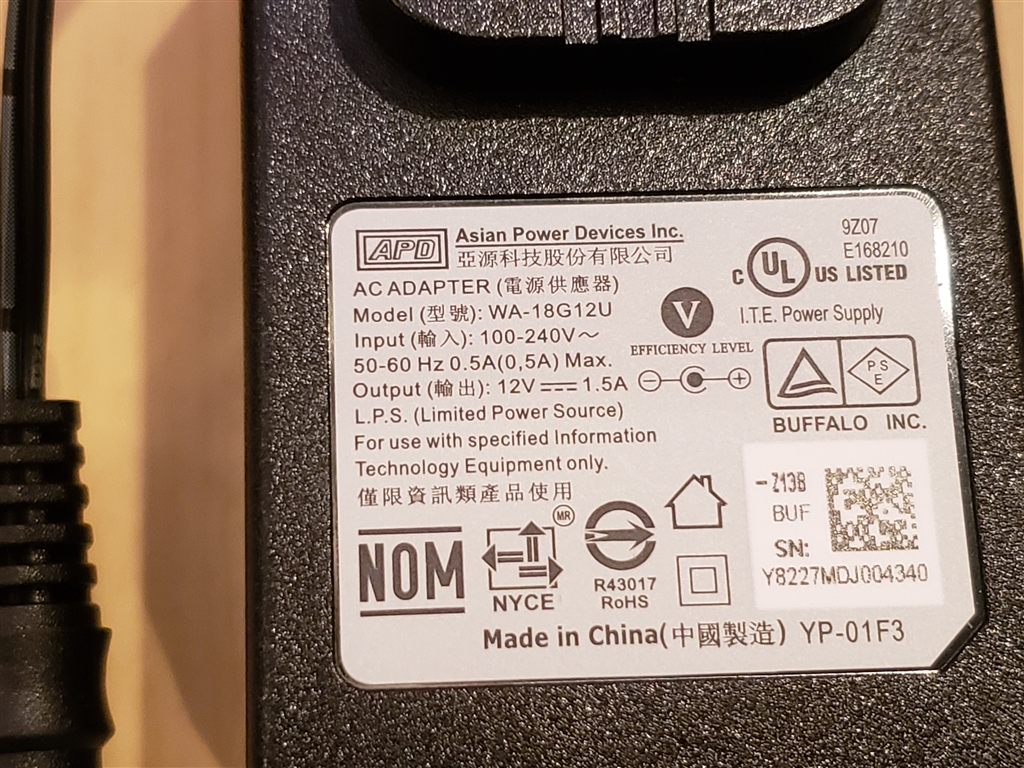 APD
Asian Power Devices Inc.
亞源科技股份有限公司
AC ADAPTER (電源供應器)
Model (型號): WA-18G12U
Input (輸入): 100-240V～
50-60 Hz 0.5A(0,5A) Max.
Output (輸出): 12V⎓ 1.5A
L.P.S. (Limited Power Source)
For use with specified Information
Technology Equipment only.
僅限資訊類產品使用
9Z07
E168210
c UL US LISTED
I.T.E. Power Supply
V
EFFICIENCY LEVEL
PS
E
BUFFALO INC.
-Z13B
BUF
SN:
Y8227MDJ004340
NOM
MR
NYCE
R43017
RoHS
Made in China(中國製造) YP-01F3